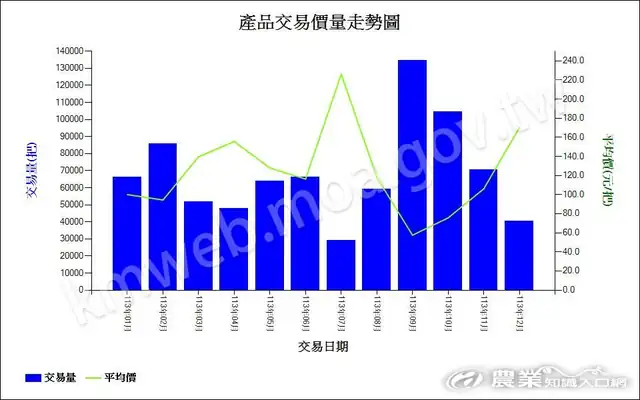 產品交易價量走勢圖
交易量(把)
140000
130000
120000
110000
100000
90000
80000
70000
60000
50000
40000
30000
20000
10000
0
240.0
220.0
200.0
180.0
160.0
140.0
120.0
100.0
80.0
60.0
40.0
20.0
0.0
平均價(元/把)
113年01月
113年02月
113年03月
113年04月
113年05月
113年06月
113年07月
113年08月
113年09月
113年10月
113年11月
113年12月
交易日期
交易量 平均價
kmweb.moa.gov.tw
農業知識入口網